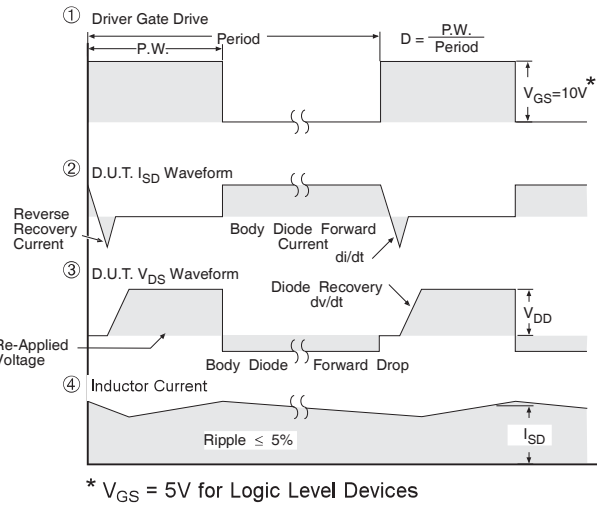 ① Driver Gate Drive
P.W.
Period
D = P.W.
Period
V_GS=10V*
② D.U.T. I_SD Waveform
Reverse
Recovery
Current
Body Diode Forward
Current
di/dt
③ D.U.T. V_DS Waveform
Diode Recovery
dv/dt
V_DD
Re-Applied
Voltage
Body Diode Forward Drop
④ Inductor Current
Ripple ≤ 5%
I_SD
* V_GS = 5V for Logic Level Devices